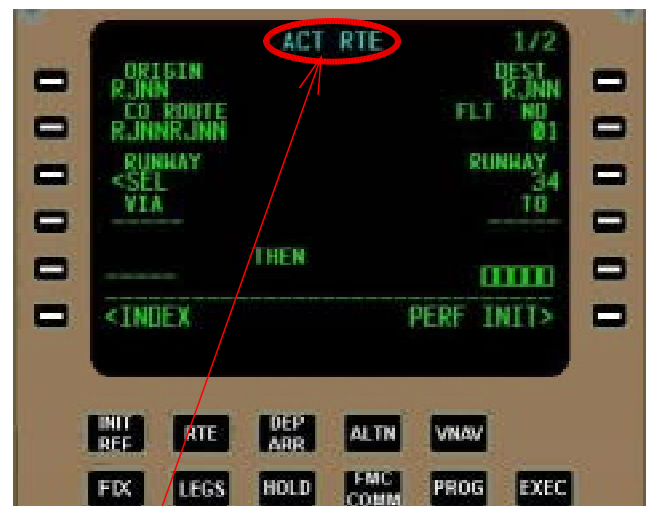 ACT RTE 1/2
ORIGIN DEST
RJNN RJNN
CO ROUTE FLT NO
RJNNRJNN 01
RUNWAY RUNWAY
<SEL 34
VIA TO
------ ------
THEN
------ □□□□□
<INDEX PERF INIT>
INIT REF RTE DEP ARR ALTN VNAV
FIX LEGS HOLD FMC COMM PROG EXEC